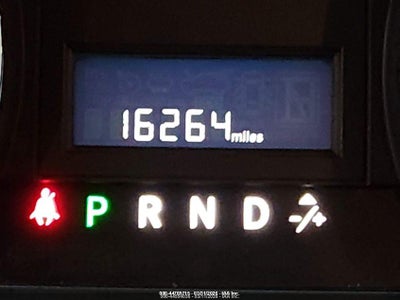 16264 miles
P R N D -/+